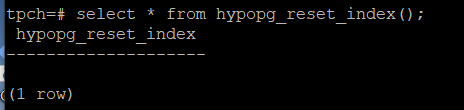 tpch=# select * from hypopg_reset_index();
 hypopg_reset_index
--------------------

(1 row)